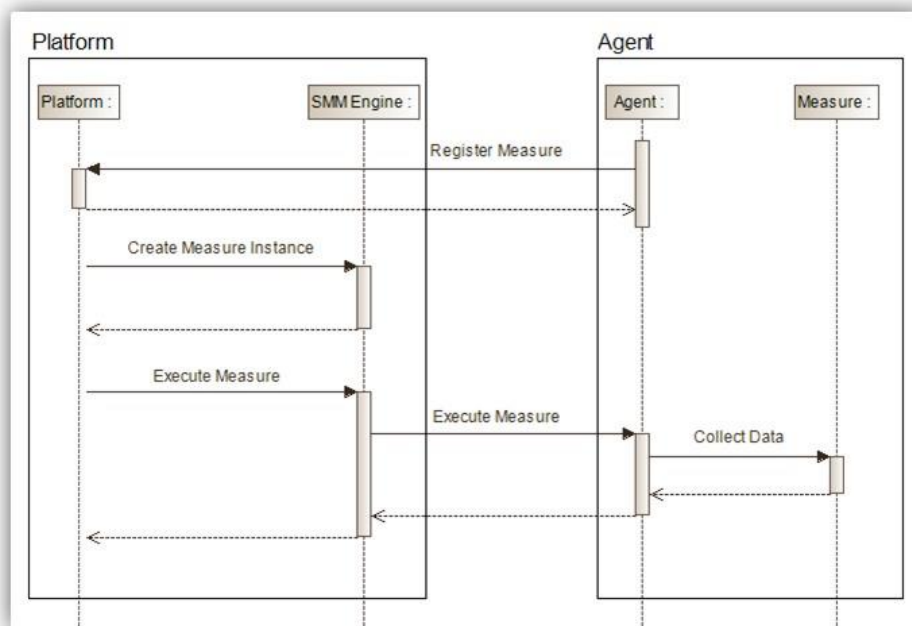 Platform
Agent
Platform :
SMM Engine :
Agent :
Measure :
Register Measure
Create Measure Instance
Execute Measure
Execute Measure
Collect Data